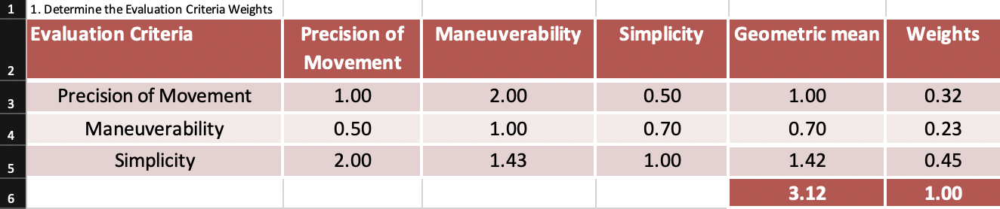 1 1. Determine the Evaluation Criteria Weights
2 Evaluation Criteria Precision of Movement Maneuverability Simplicity Geometric mean Weights
3 Precision of Movement 1.00 2.00 0.50 1.00 0.32
4 Maneuverability 0.50 1.00 0.70 0.70 0.23
5 Simplicity 2.00 1.43 1.00 1.42 0.45
6 3.12 1.00